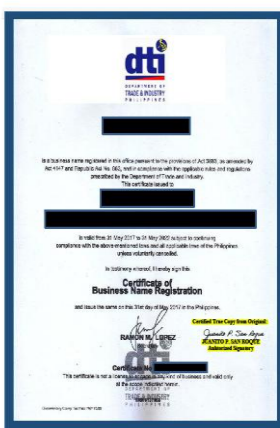 dti
DEPARTMENT OF
TRADE & INDUSTRY
PHILIPPINES
is a business name registered in this office pursuant to the provisions of Act 3883, as amended by
Act 4147 and Republic Act No. 863, and in compliance with the applicable rules and regulations
prescribed by the Department of Trade and Industry.
This certificate issued to
is valid from 31 May 2017 to 31 May 2022 subject to continuing
compliance with the above-mentioned laws and all applicable laws of the Philippines
unless voluntarily cancelled.
In testimony whereof, I hereby sign this
Certificate of
Business Name Registration
and issue the same on this 31st day of May 2017 in the Philippines.
Certified True Copy from Original:
Juanito P. San Roque
JUANITO P. SAN ROQUE
Authorized Signatory
RAMON M. LOPEZ
Certificate No
This certificate is not a license to engage in any kind of business and valid only
at the scope indicated herein.
TRADE & INDUSTRY
PHILIPPINES